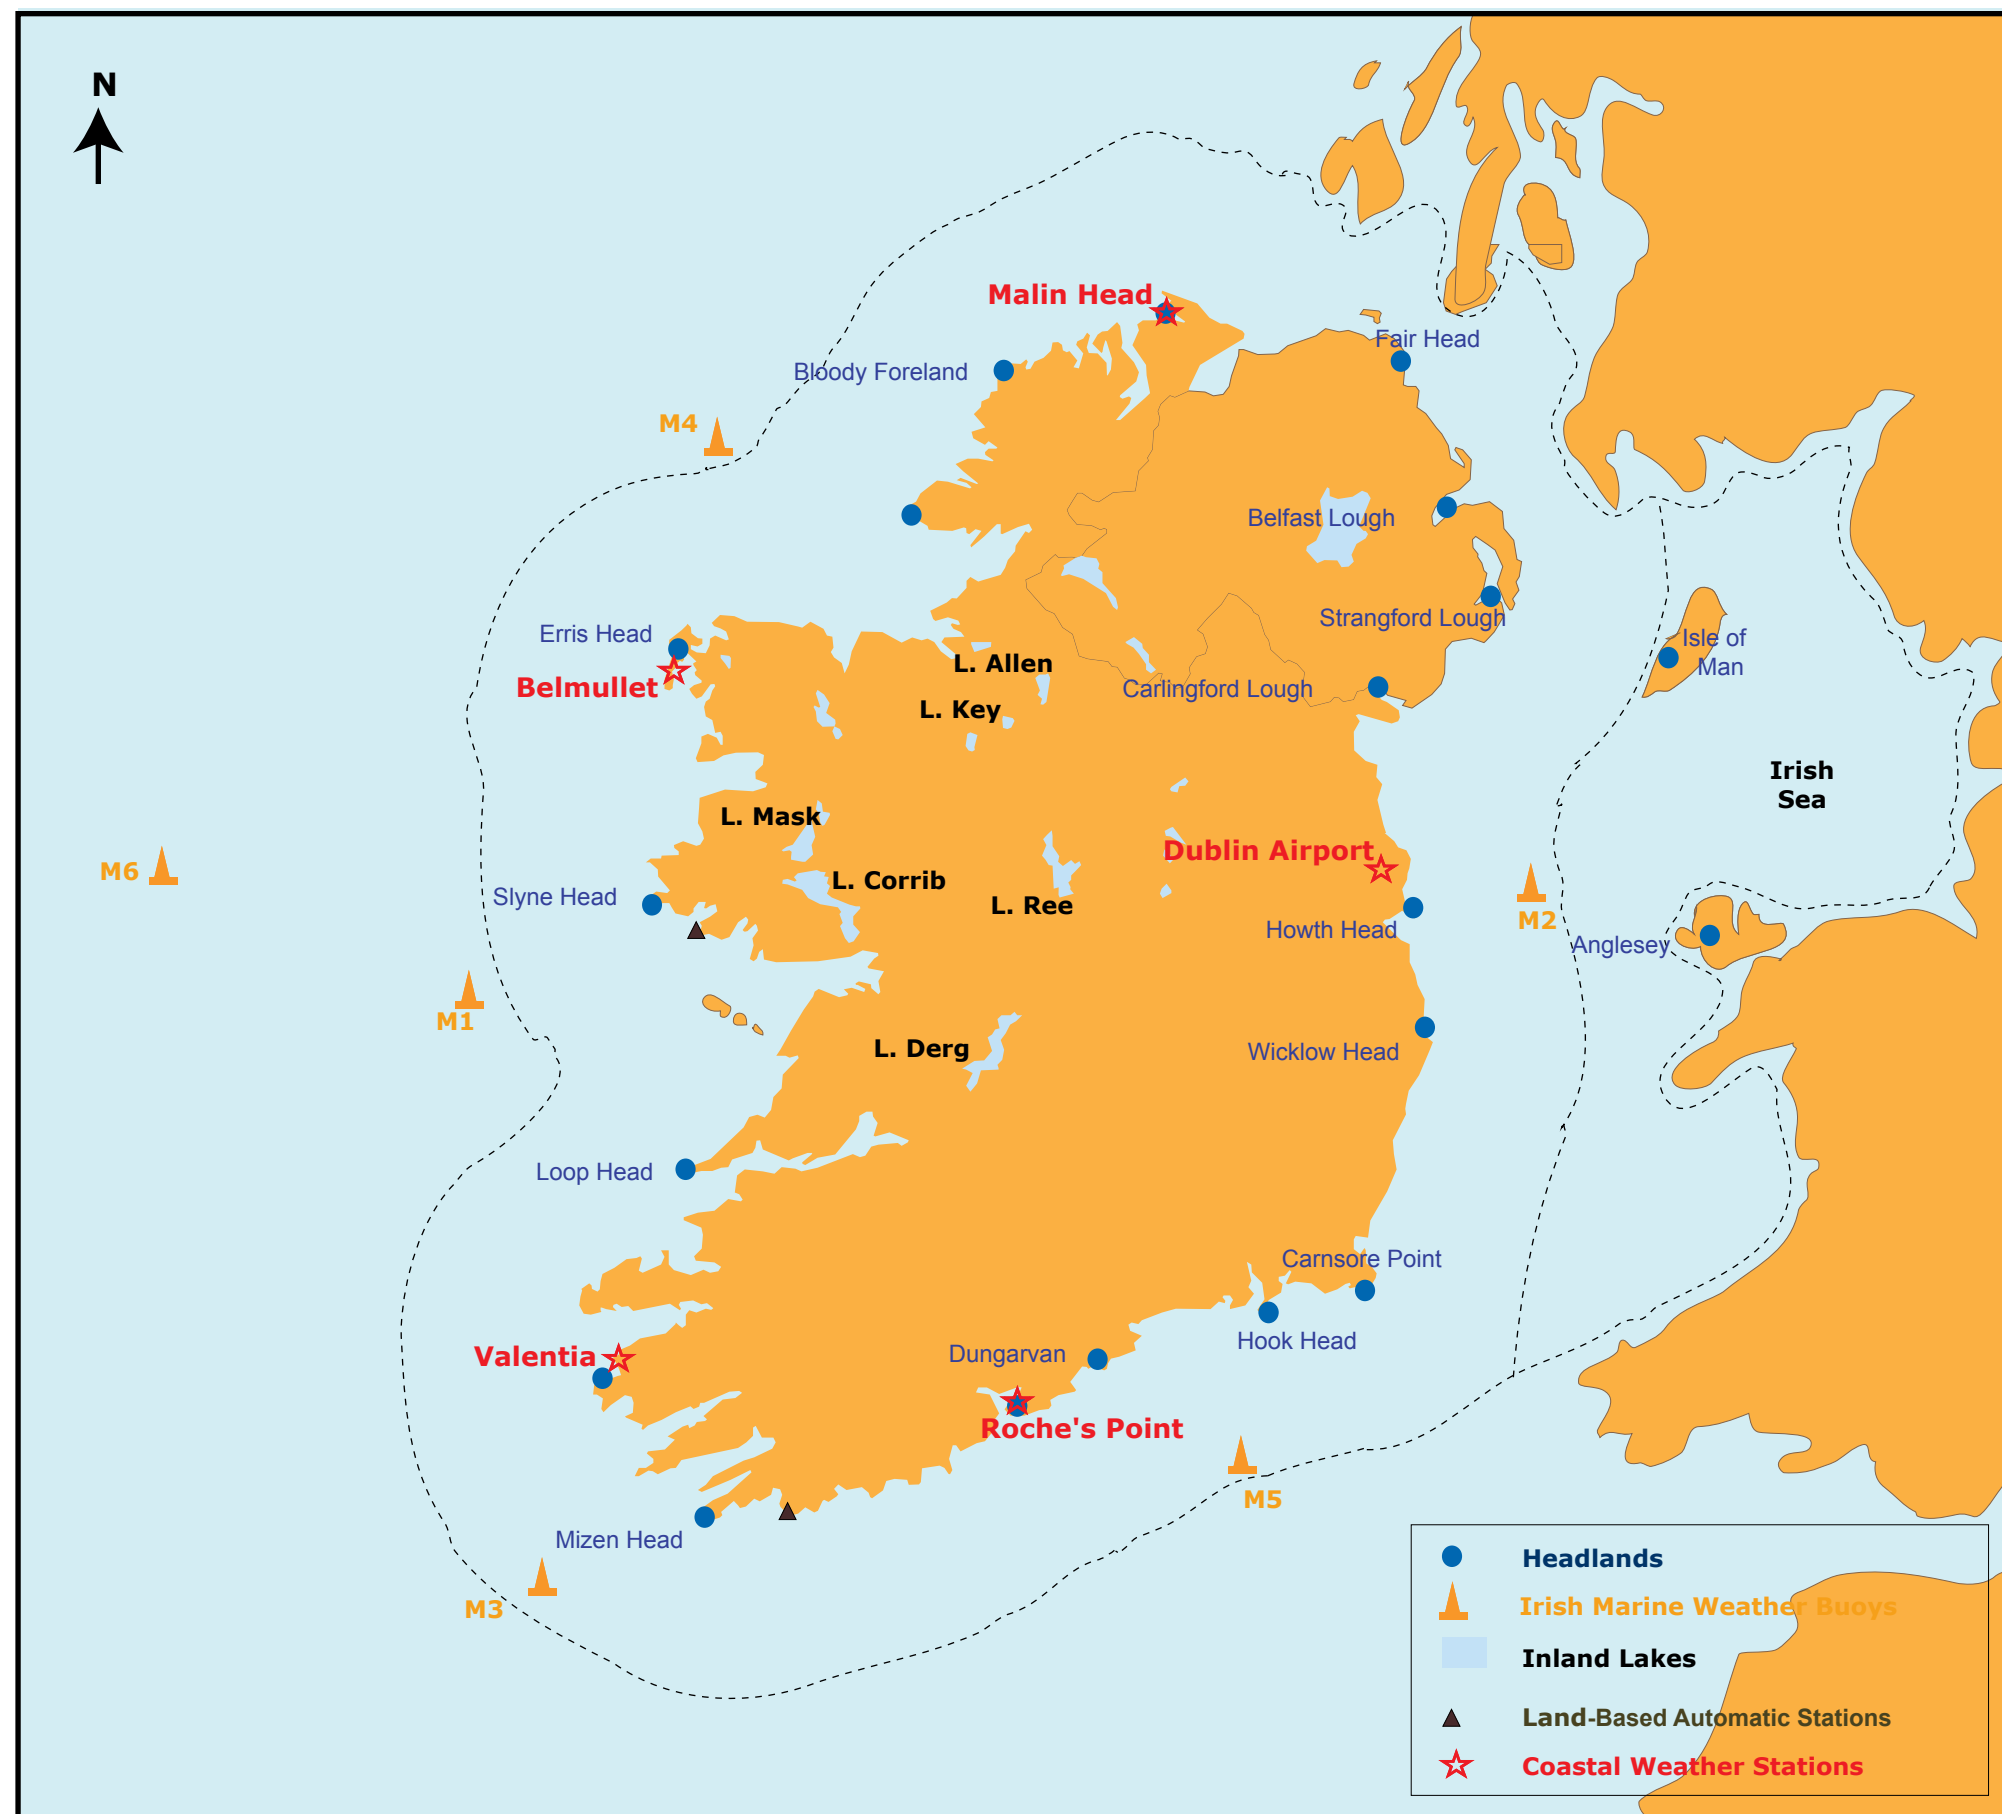 N
Malin Head
Fair Head
Bloody Foreland
M4
Belfast Lough
Strangford Lough
Erris Head
Isle of
Man
L. Allen
Belmullet
Carlingford Lough
L. Key
Irish
Sea
L. Mask
Dublin Airport
M6
L. Corrib
Slyne Head
L. Ree
M2
Howth Head
Anglesey
M1
L. Derg
Wicklow Head
Loop Head
Carnsore Point
Hook Head
Dungarvan
Valentia
Roche's Point
M5
Mizen Head
M3
Headlands
Irish Marine Weather Buoys
Inland Lakes
Land-Based Automatic Stations
Coastal Weather Stations